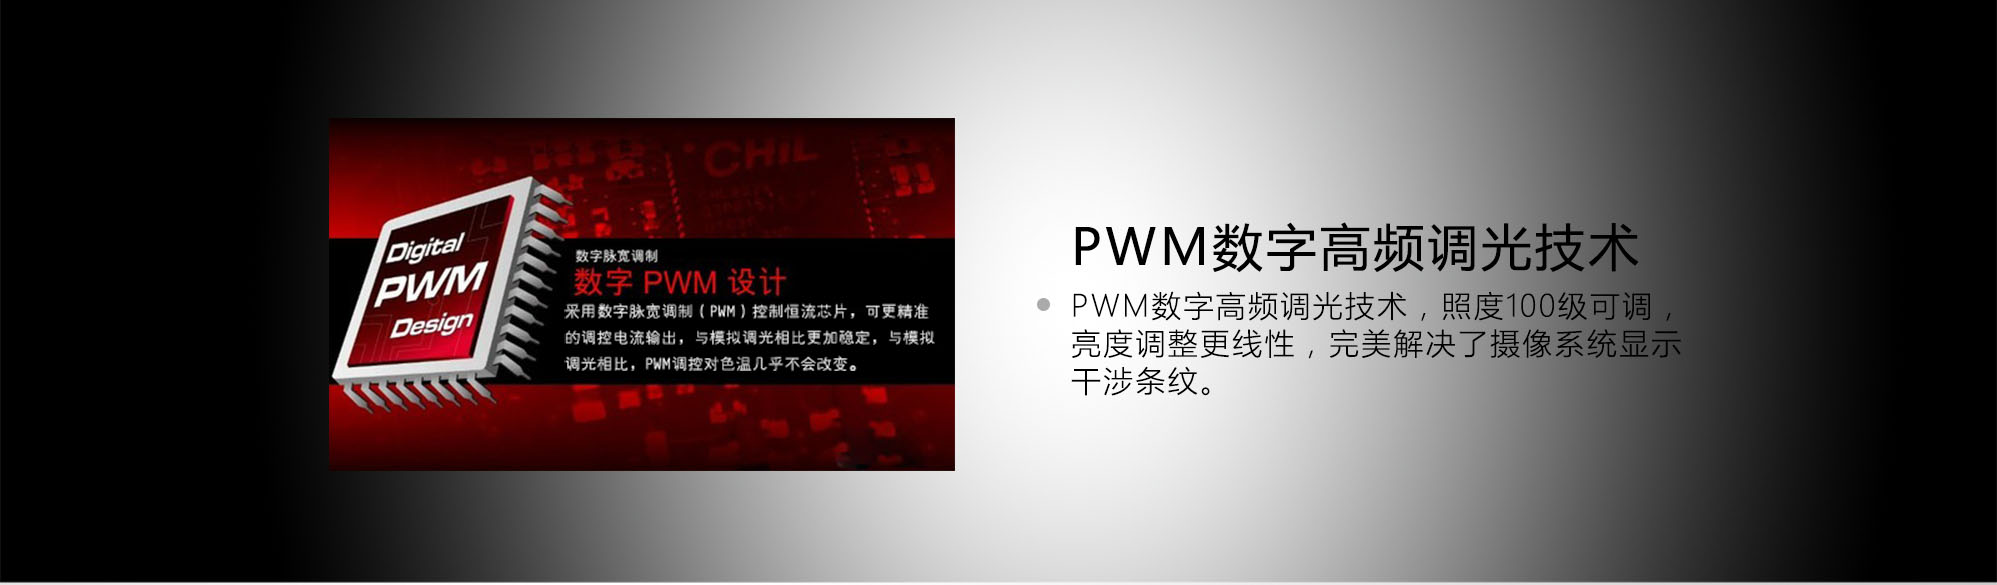 CHiL
Digital
PWM
Design
数字脉宽调制
数字 PWM 设计
采用数字脉宽调制（PWM）控制恒流芯片，可更精准
的调控电流输出，与模拟调光相比更加稳定，与模拟
调光相比，PWM调控对色温几乎不会改变。
PWM数字高频调光技术
PWM数字高频调光技术，照度100级可调，
亮度调整更线性，完美解决了摄像系统显示
干涉条纹。